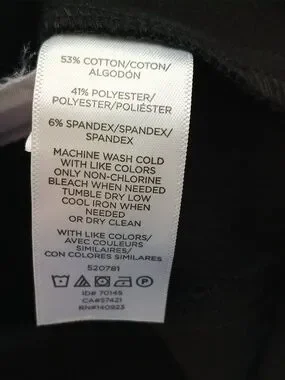 53% COTTON/COTON/
ALGODÓN
41% POLYESTER/
POLYESTER/POLIÉSTER
6% SPANDEX/SPANDEX/
SPANDEX
MACHINE WASH COLD
WITH LIKE COLORS
ONLY NON-CHLORINE
BLEACH WHEN NEEDED
TUMBLE DRY LOW
COOL IRON WHEN
NEEDED
OR DRY CLEAN
WITH LIKE COLORS/
AVEC COULEURS
SIMILAIRES/
CON COLORES SIMILARES
520781
ID# 70145
CA#57421
RN#140923